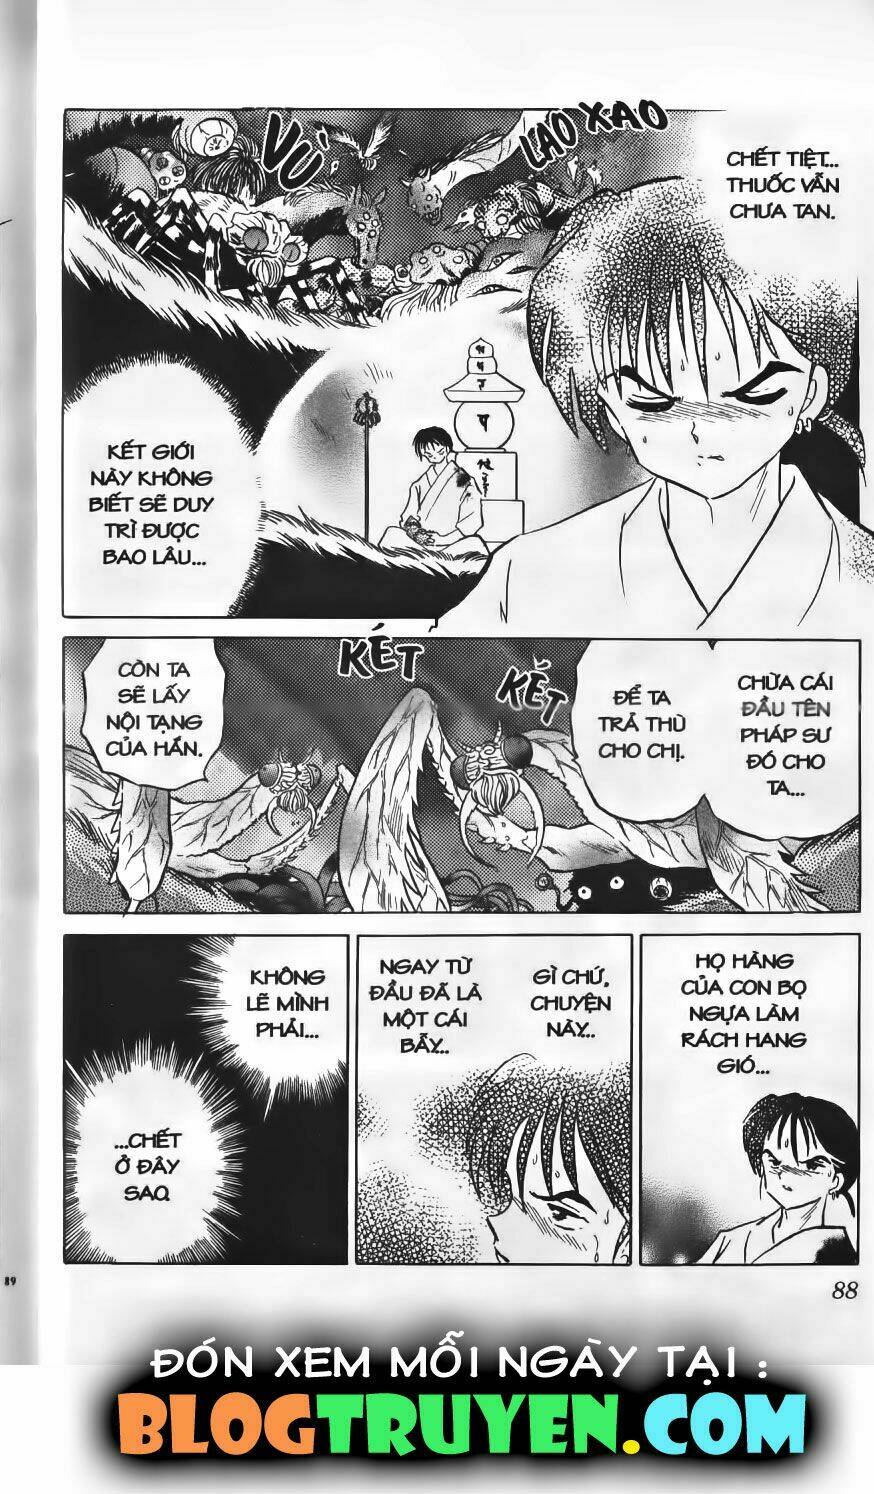 CHẾT TIỆT...
THUỐC VẪN
CHƯA TAN.
LAO XAO
VÙ
KẾT GIỚI
NÀY KHÔNG
BIẾT SẼ DUY
TRÌ ĐƯỢC
BAO LÂU...
CHỪA CÁI
ĐẦU TÊN
PHÁP SƯ
ĐÓ CHO
TA...
ĐỂ TA
TRẢ THÙ
CHO CHỊ.
KÉT
KÉT
CÒN TA
SẼ LẤY
NỘI TẠNG
CỦA HẮN.
HỌ HÀNG
CỦA CON BỌ
NGỰA LÀM
RÁCH HANG
GIÓ...
GÌ CHỨ,
CHUYỆN
NÀY...
NGAY TỪ
ĐẦU ĐÃ LÀ
MỘT CÁI
BẪY...
KHÔNG
LẼ MÌNH
PHẢI...
...CHẾT
Ở ĐÂY
SAO.
89
88
ĐÓN XEM MỖI NGÀY TẠI :
BLOGTRUYEN.COM